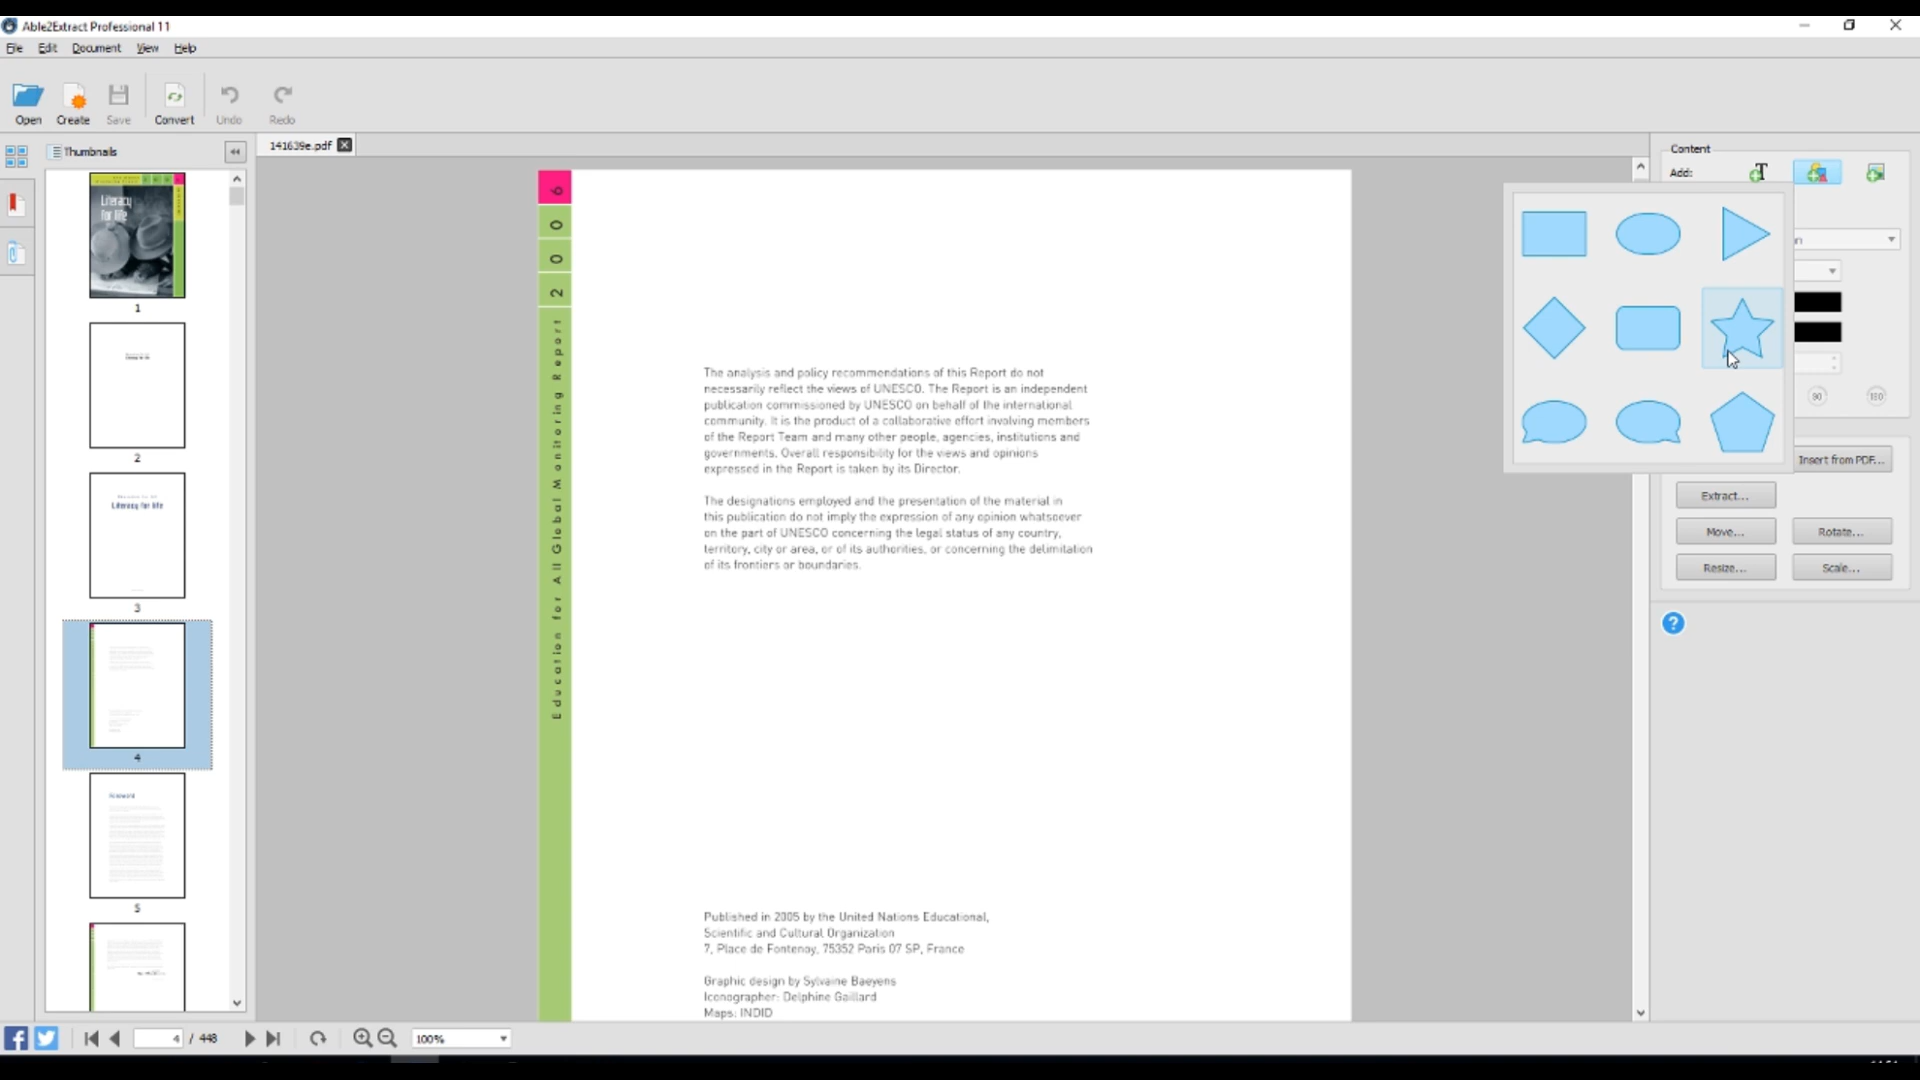 Able2Extract Professional 11
File Edit Document View Help
Open Create Save Convert Undo Redo
Thumbnails
141639e.pdf
Content
Add:
Literacy
for life
1
2
Literacy for life
3
4
Foreword
5
2 0 0 6
Education for All Global Monitoring Report
The analysis and policy recommendations of this Report do not
necessarily reflect the views of UNESCO. The Report is an independent
publication commissioned by UNESCO on behalf of the international
community. It is the product of a collaborative effort involving members
of the Report Team and many other people, agencies, institutions and
governments. Overall responsibility for the views and opinions
expressed in the Report is taken by its Director.
The designations employed and the presentation of the material in
this publication do not imply the expression of any opinion whatsoever
on the part of UNESCO concerning the legal status of any country,
territory, city or area, or of its authorities, or concerning the delimitation
of its frontiers or boundaries.
Published in 2005 by the United Nations Educational,
Scientific and Cultural Organization
7, Place de Fontenoy, 75352 Paris 07 SP, France
Graphic design by Sylvaine Baeyens
Iconographer: Delphine Gaillard
Maps: INDID
90 180
Insert from PDF...
Extract...
Move... Rotate...
Resize... Scale...
4 / 448
100%